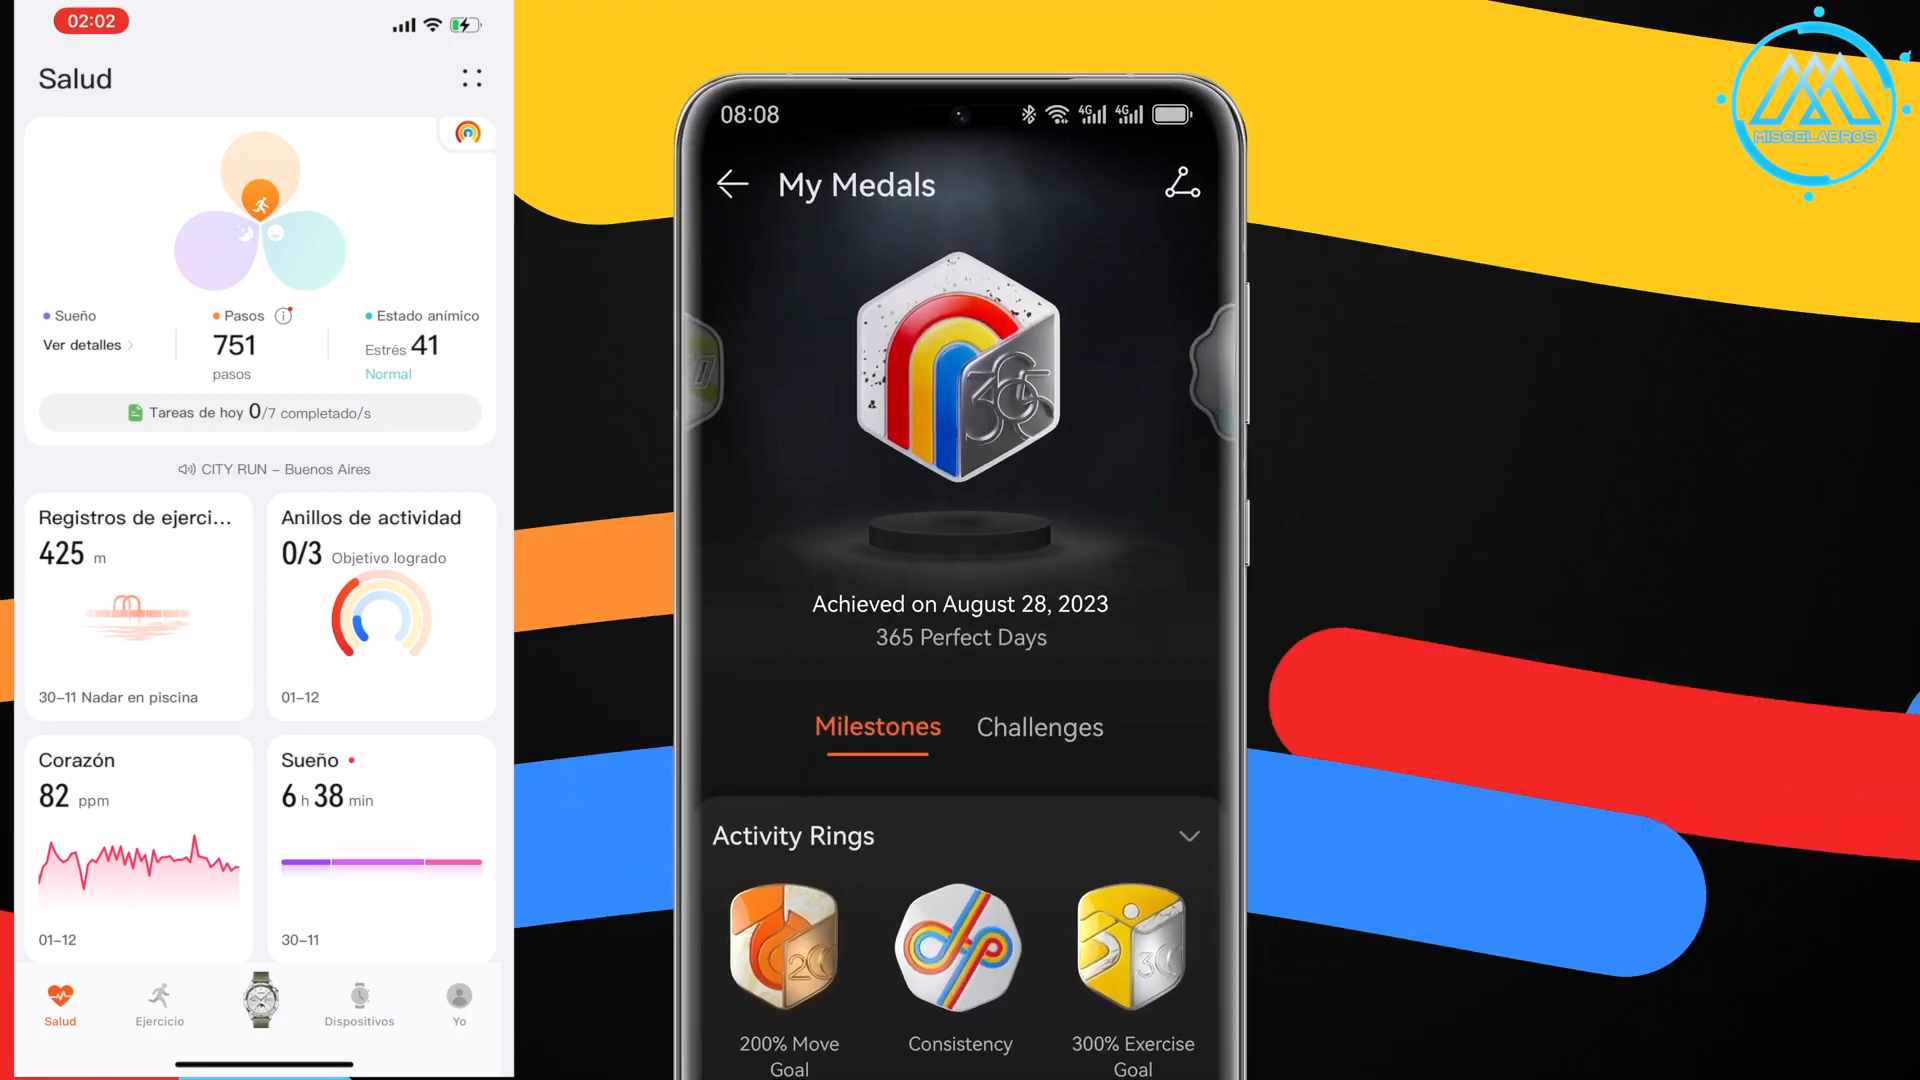 02:02
Salud
Sueño
Ver detalles
Pasos
751
pasos
Estado anímico
Estrés 41
Normal
Tareas de hoy 0/7 completado/s
CITY RUN – Buenos Aires
Registros de ejerci...
425 m
30–11 Nadar en piscina
Anillos de actividad
0/3 Objetivo logrado
01–12
Corazón
82 ppm
01–12
Sueño
6 h 38 min
30–11
Salud
Ejercicio
Dispositivos
Yo
08:08
4G
4G
My Medals
365
Achieved on August 28, 2023
365 Perfect Days
Milestones
Challenges
Activity Rings
200% Move
Goal
Consistency
300% Exercise
Goal
MISCELABROS